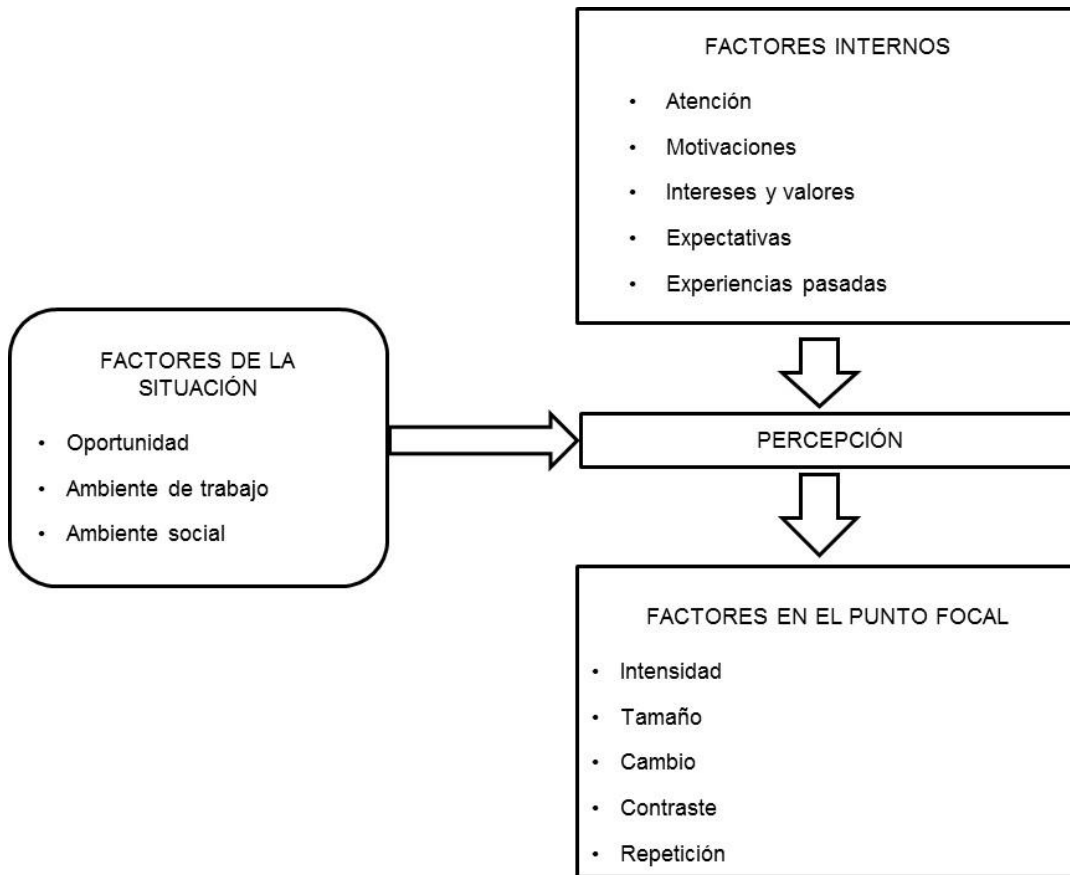 FACTORES INTERNOS
• Atención
• Motivaciones
• Intereses y valores
• Expectativas
• Experiencias pasadas
FACTORES DE LA
SITUACIÓN
• Oportunidad
• Ambiente de trabajo
• Ambiente social
PERCEPCIÓN
FACTORES EN EL PUNTO FOCAL
• Intensidad
• Tamaño
• Cambio
• Contraste
• Repetición